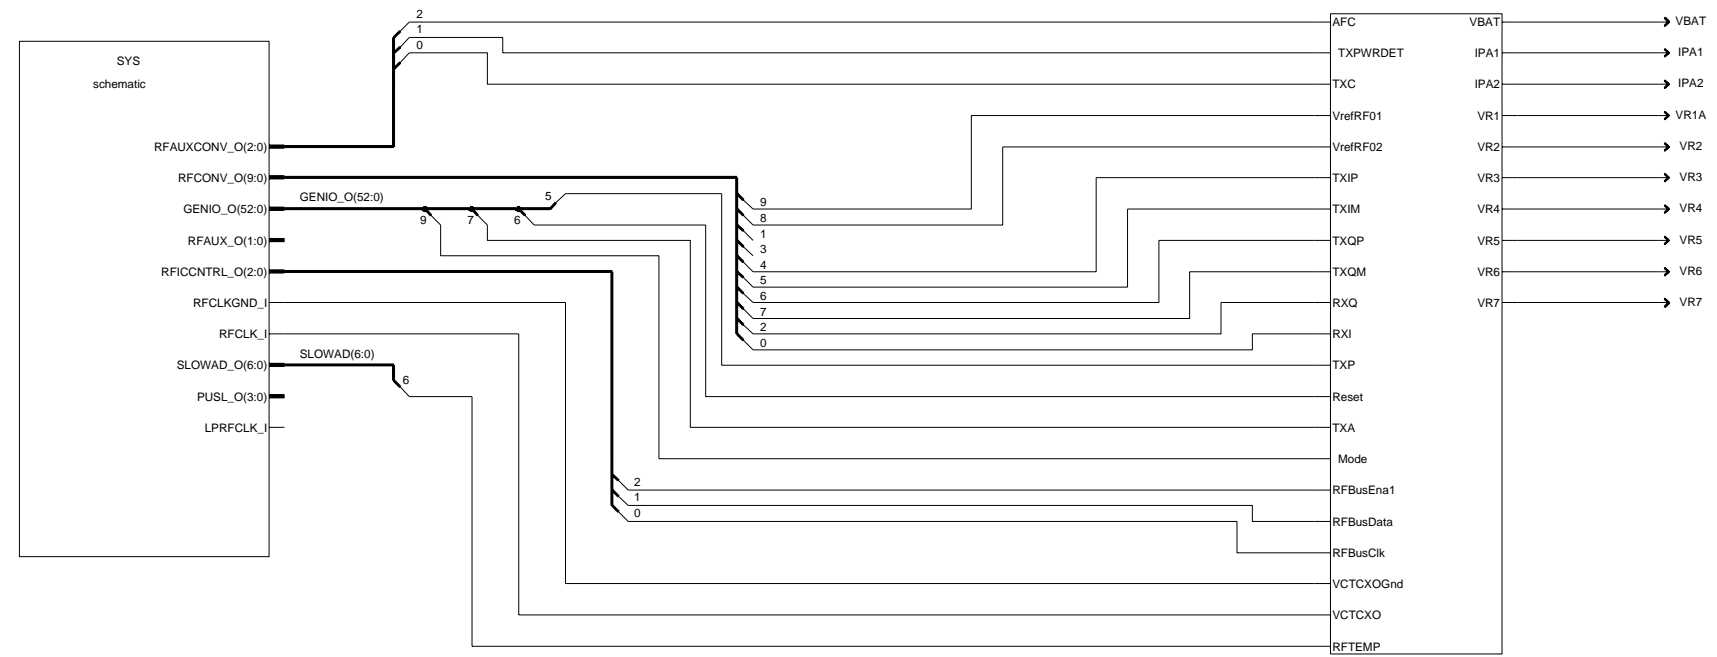 SYS
schematic
RFAUXCONV_O(2:0)
RFCONV_O(9:0)
GENIO_O(52:0)
RFAUX_O(1:0)
RFICCNTRL_O(2:0)
RFCLKGND_I
RFCLK_I
SLOWAD_O(6:0)
PUSL_O(3:0)
LPRFCLK_I
2
1
0
GENIO_O(52:0)
9
7
6
5
SLOWAD(6:0)
6
9
8
1
3
4
5
6
7
2
0
2
1
0
AFC
TXPWRDET
TXC
VrefRF01
VrefRF02
TXIP
TXIM
TXQP
TXQM
RXQ
RXI
TXP
Reset
TXA
Mode
RFBusEna1
RFBusData
RFBusClk
VCTCXOGnd
VCTCXO
RFTEMP
VBAT
IPA1
IPA2
VR1
VR2
VR3
VR4
VR5
VR6
VR7
VBAT
IPA1
IPA2
VR1A
VR2
VR3
VR4
VR5
VR6
VR7